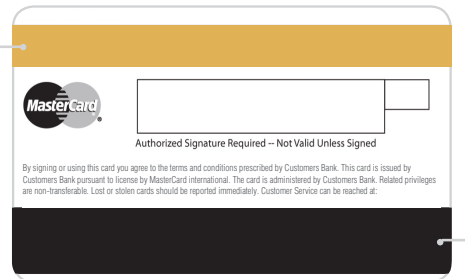 MasterCard
Authorized Signature Required -- Not Valid Unless Signed
By signing or using this card you agree to the terms and conditions prescribed by Customers Bank. This card is issued by
Customers Bank pursuant to license by MasterCard international. The card is administered by Customers Bank. Related privileges
are non-transferable. Lost or stolen cards should be reported immediately. Customer Service can be reached at: